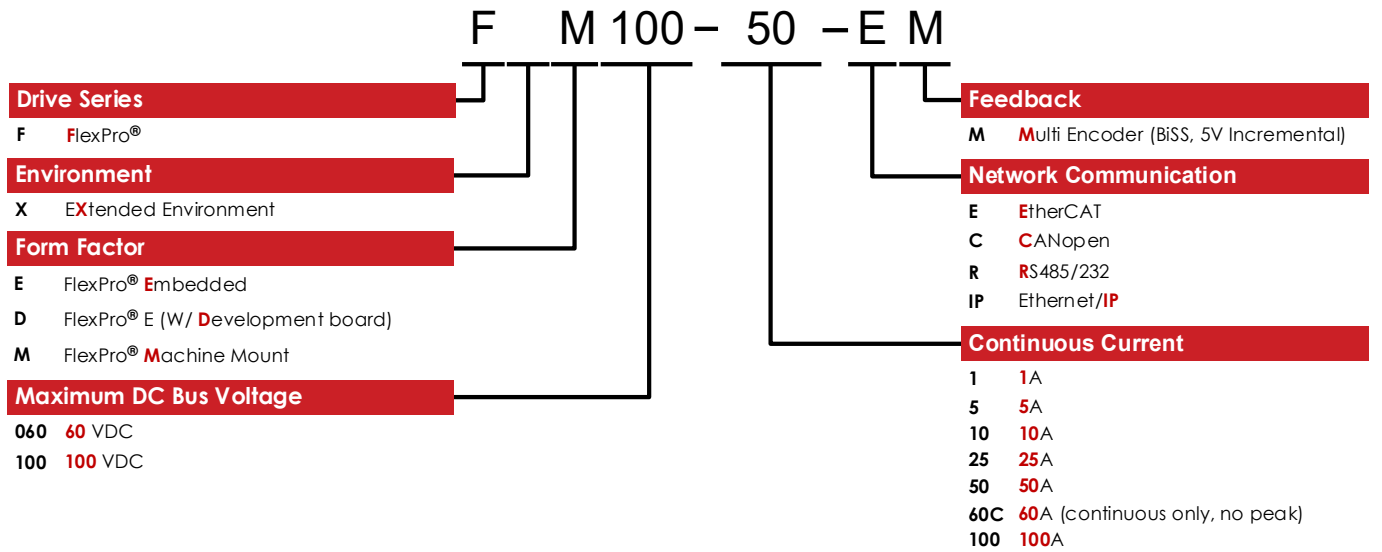 F M 100 – 50 – E M
Drive Series
F FlexPro®
Environment
X EXtended Environment
Form Factor
E FlexPro® Embedded
D FlexPro® E (W/ Development board)
M FlexPro® Machine Mount
Maximum DC Bus Voltage
060 60 VDC
100 100 VDC
Feedback
M Multi Encoder (BiSS, 5V Incremental)
Network Communication
E EtherCAT
C CANopen
R RS485/232
IP Ethernet/IP
Continuous Current
1 1A
5 5A
10 10A
25 25A
50 50A
60C 60A (continuous only, no peak)
100 100A